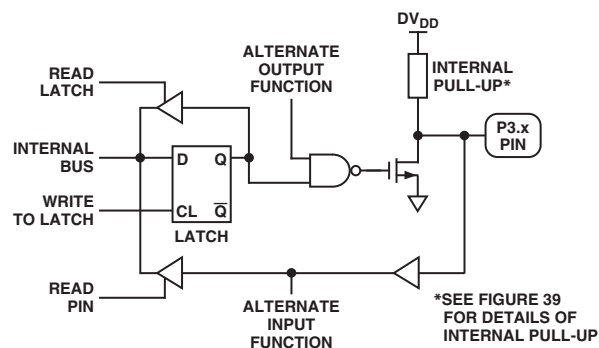 DVDD
READ
LATCH
ALTERNATE
OUTPUT
FUNCTION
INTERNAL
PULL-UP*
P3.x
PIN
INTERNAL
BUS
D
Q
WRITE
TO LATCH
CL
Q̅
LATCH
READ
PIN
ALTERNATE
INPUT
FUNCTION
*SEE FIGURE 39
FOR DETAILS OF
INTERNAL PULL-UP